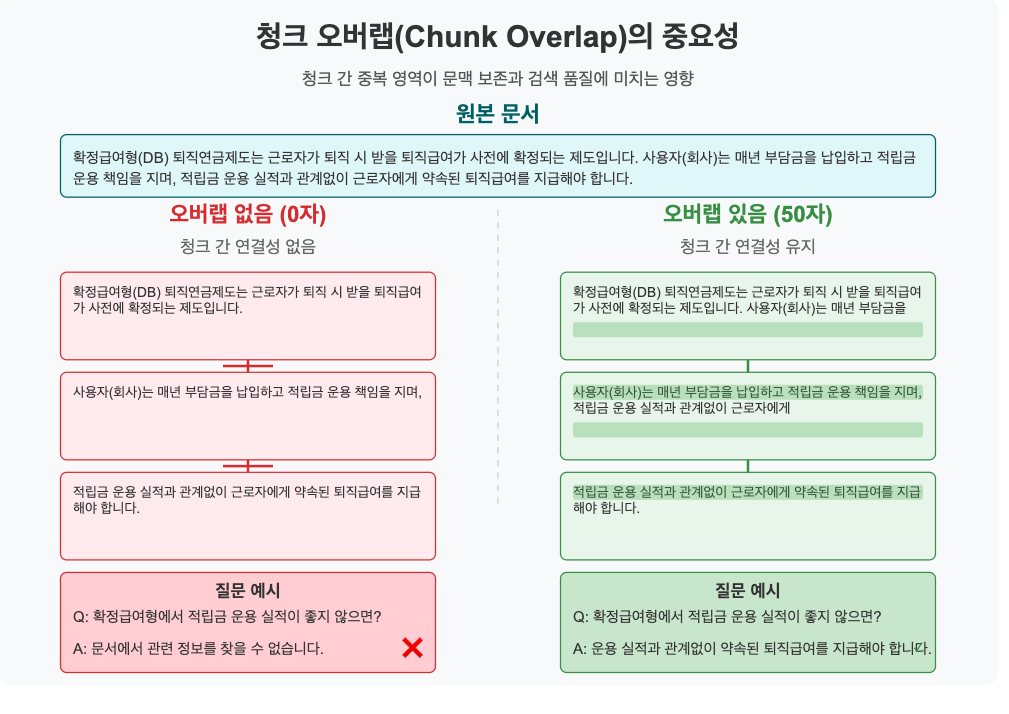 청크 오버랩(Chunk Overlap)의 중요성
청크 간 중복 영역이 문맥 보존과 검색 품질에 미치는 영향
원본 문서
확정급여형(DB) 퇴직연금제도는 근로자가 퇴직 시 받을 퇴직급여가 사전에 확정되는 제도입니다. 사용자(회사)는 매년 부담금을 납입하고 적립금
운용 책임을 지며, 적립금 운용 실적과 관계없이 근로자에게 약속된 퇴직급여를 지급해야 합니다.
오버랩 없음 (0자)
청크 간 연결성 없음
확정급여형(DB) 퇴직연금제도는 근로자가 퇴직 시 받을 퇴직급여
가 사전에 확정되는 제도입니다.
사용자(회사)는 매년 부담금을 납입하고 적립금 운용 책임을 지며,
적립금 운용 실적과 관계없이 근로자에게 약속된 퇴직급여를 지급
해야 합니다.
질문 예시
Q: 확정급여형에서 적립금 운용 실적이 좋지 않으면?
A: 문서에서 관련 정보를 찾을 수 없습니다.
오버랩 있음 (50자)
청크 간 연결성 유지
확정급여형(DB) 퇴직연금제도는 근로자가 퇴직 시 받을 퇴직급여
가 사전에 확정되는 제도입니다. 사용자(회사)는 매년 부담금을
사용자(회사)는 매년 부담금을 납입하고 적립금 운용 책임을 지며,
적립금 운용 실적과 관계없이 근로자에게
적립금 운용 실적과 관계없이 근로자에게 약속된 퇴직급여를 지급
해야 합니다.
질문 예시
Q: 확정급여형에서 적립금 운용 실적이 좋지 않으면?
A: 운용 실적과 관계없이 약속된 퇴직급여를 지급해야 합니다.